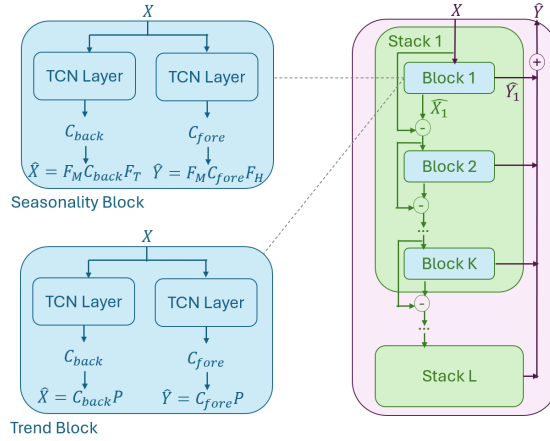 X
TCN Layer TCN Layer
C_back C_fore
X̂ = F_M C_back F_T Ŷ = F_M C_fore F_H
Seasonality Block
X
TCN Layer TCN Layer
C_back C_fore
X̂ = C_back P Ŷ = C_fore P
Trend Block
X Ŷ
Stack 1
+
Block 1
X̂_1 Ŷ_1
-
Block 2
-
...
Block K
-
...
Stack L